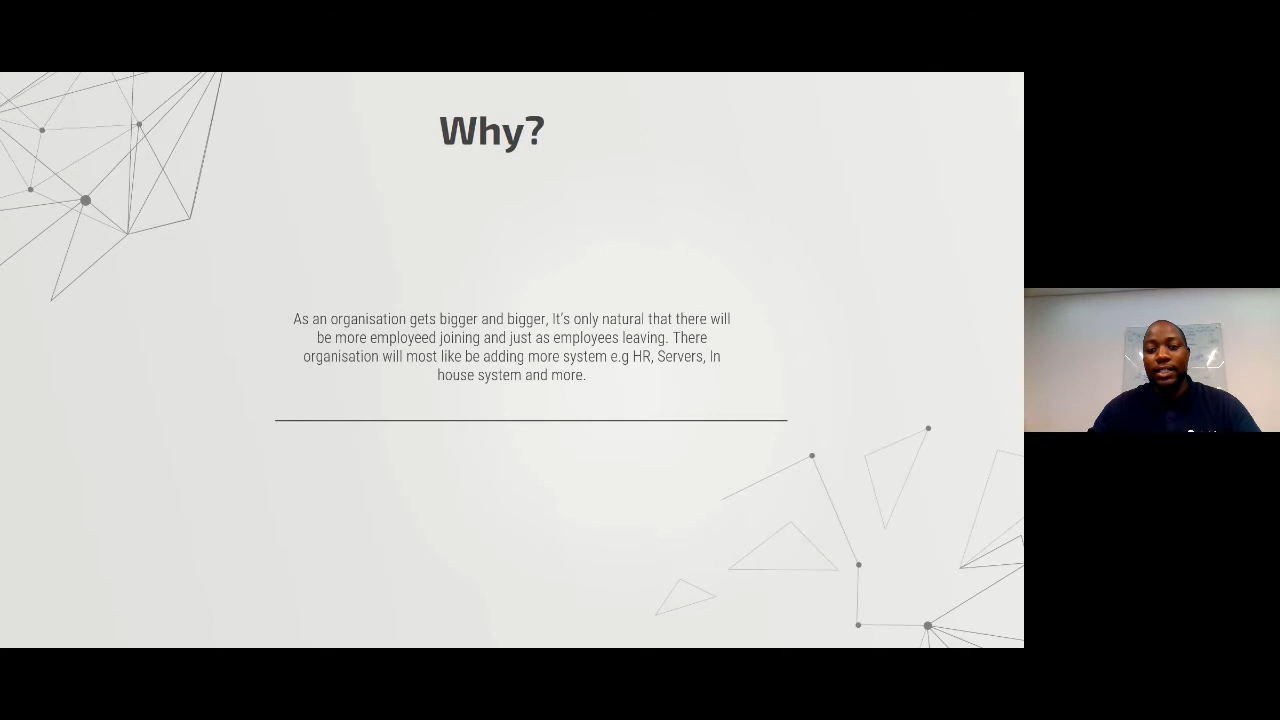 Why?
As an organisation gets bigger and bigger, It's only natural that there will
be more employeed joining and just as employees leaving. There
organisation will most like be adding more system e.g HR, Servers, In
house system and more.